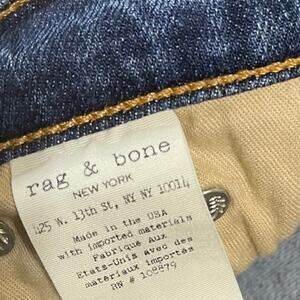 rag & bone
NEW YORK
425 W. 13th St, NY NY 10014
Made in the USA
with imported materials
Fabriqué Aux
Etats-Unis avec des
materiaux importés
RN # 108879